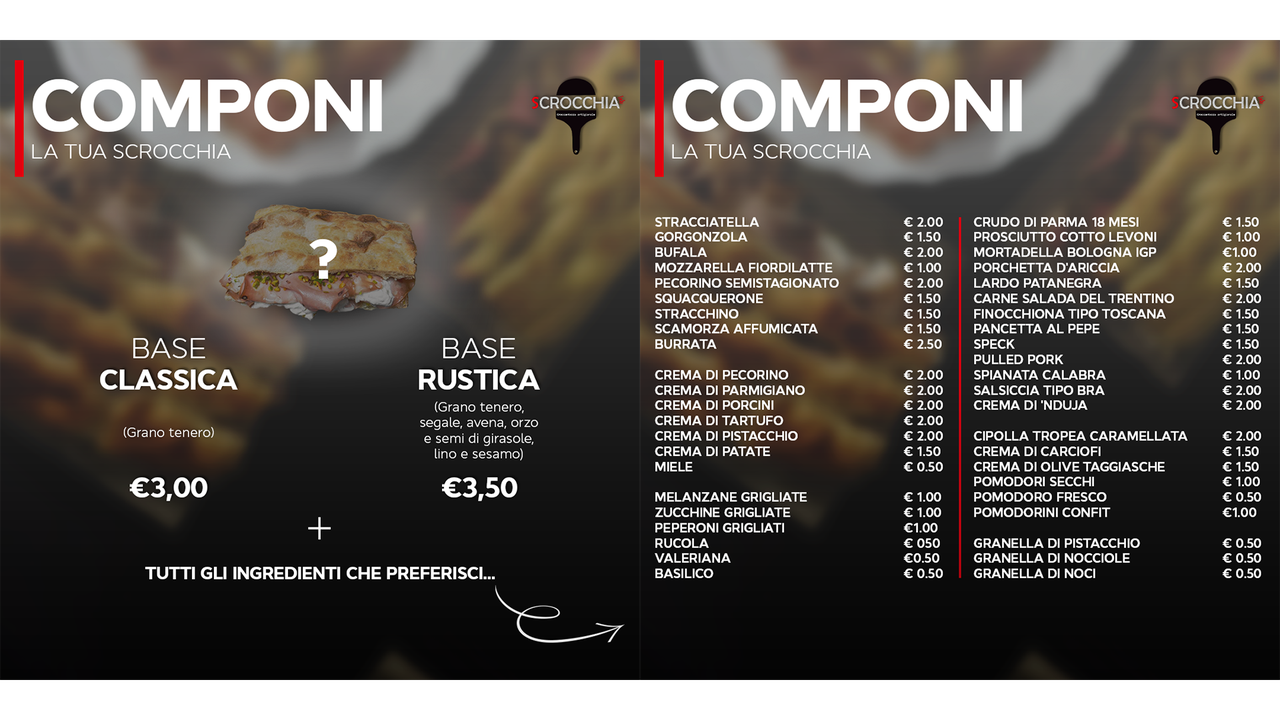 COMPONI
LA TUA SCROCCHIA
SCROCCHIA'
?
BASE
CLASSICA
(Grano tenero)
€3,00
BASE
RUSTICA
(Grano tenero,
segale, avena, orzo
e semi di girasole,
lino e sesamo)
€3,50
+
TUTTI GLI INGREDIENTI CHE PREFERISCI...
COMPONI
LA TUA SCROCCHIA
SCROCCHIA'
STRACCIATELLA € 2.00
GORGONZOLA € 1.50
BUFALA € 2.00
MOZZARELLA FIORDILATTE € 1.00
PECORINO SEMISTAGIONATO € 2.00
SQUACQUERONE € 1.50
STRACCHINO € 1.50
SCAMORZA AFFUMICATA € 1.50
BURRATA € 2.50
CREMA DI PECORINO € 2.00
CREMA DI PARMIGIANO € 2.00
CREMA DI PORCINI € 2.00
CREMA DI TARTUFO € 2.00
CREMA DI PISTACCHIO € 2.00
CREMA DI PATATE € 1.50
MIELE € 0.50
MELANZANE GRIGLIATE € 1.00
ZUCCHINE GRIGLIATE € 1.00
PEPERONI GRIGLIATI €1.00
RUCOLA € 050
VALERIANA €0.50
BASILICO € 0.50
CRUDO DI PARMA 18 MESI € 1.50
PROSCIUTTO COTTO LEVONI € 1.00
MORTADELLA BOLOGNA IGP €1.00
PORCHETTA D'ARICCIA € 2.00
LARDO PATANEGRA € 1.50
CARNE SALADA DEL TRENTINO € 2.00
FINOCCHIONA TIPO TOSCANA € 1.50
PANCETTA AL PEPE € 1.50
SPECK € 1.50
PULLED PORK € 2.00
SPIANATA CALABRA € 1.00
SALSICCIA TIPO BRA € 2.00
CREMA DI 'NDUJA € 2.00
CIPOLLA TROPEA CARAMELLATA € 2.00
CREMA DI CARCIOFI € 1.50
CREMA DI OLIVE TAGGIASCHE € 1.50
POMODORI SECCHI € 1.00
POMODORO FRESCO € 0.50
POMODORINI CONFIT €1.00
GRANELLA DI PISTACCHIO € 0.50
GRANELLA DI NOCCIOLE € 0.50
GRANELLA DI NOCI € 0.50